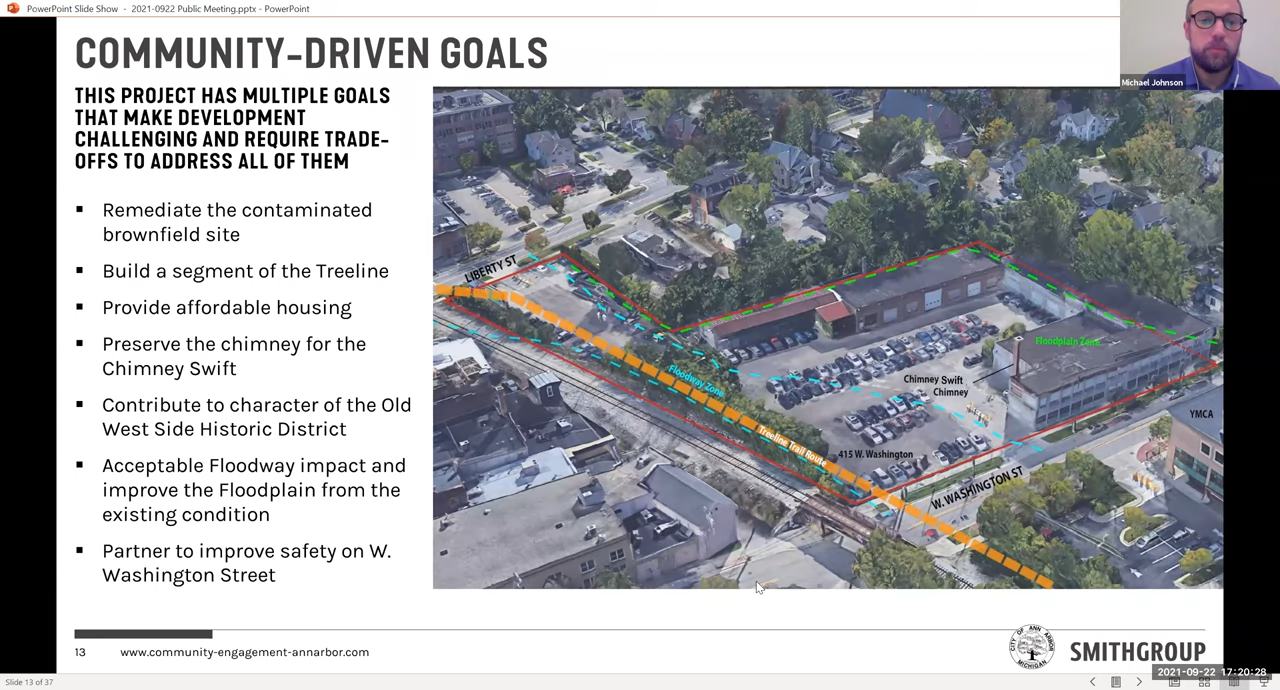 PowerPoint Slide Show - 2021-0922 Public Meeting.pptx - PowerPoint
COMMUNITY-DRIVEN GOALS
Michael Johnson
THIS PROJECT HAS MULTIPLE GOALS
THAT MAKE DEVELOPMENT
CHALLENGING AND REQUIRE TRADE-
OFFS TO ADDRESS ALL OF THEM
▪ Remediate the contaminated
brownfield site
▪ Build a segment of the Treeline
▪ Provide affordable housing
▪ Preserve the chimney for the
Chimney Swift
▪ Contribute to character of the Old
West Side Historic District
▪ Acceptable Floodway impact and
improve the Floodplain from the
existing condition
▪ Partner to improve safety on W.
Washington Street
LIBERTY ST
Floodplain Zone
Floodway Zone
Chimney Swift
Chimney
YMCA
Treeline Trail Route
415 W. Washington
W. WASHINGTON ST
13
www.community-engagement-annarbor.com
CITY OF ANN ARBOR
MICHIGAN
SMITHGROUP
2021-09-22 17:20:28
Slide 13 of 37